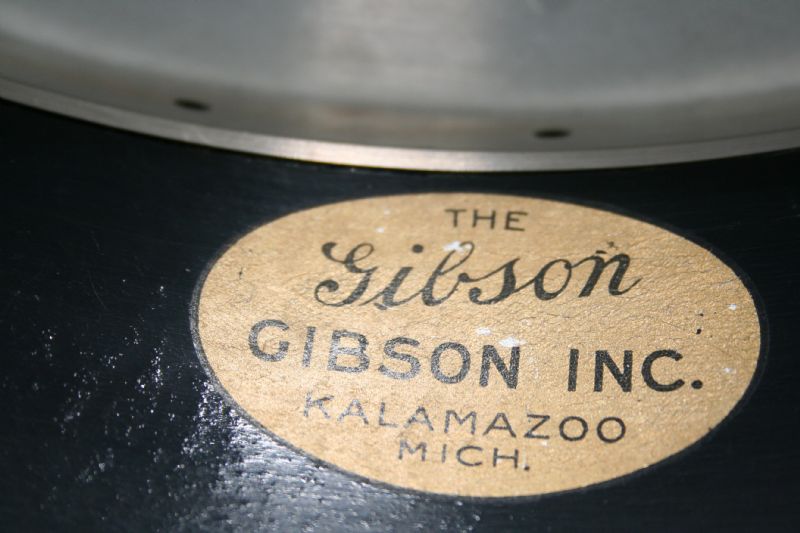 THE
Gibson
GIBSON INC.
KALAMAZOO
MICH.